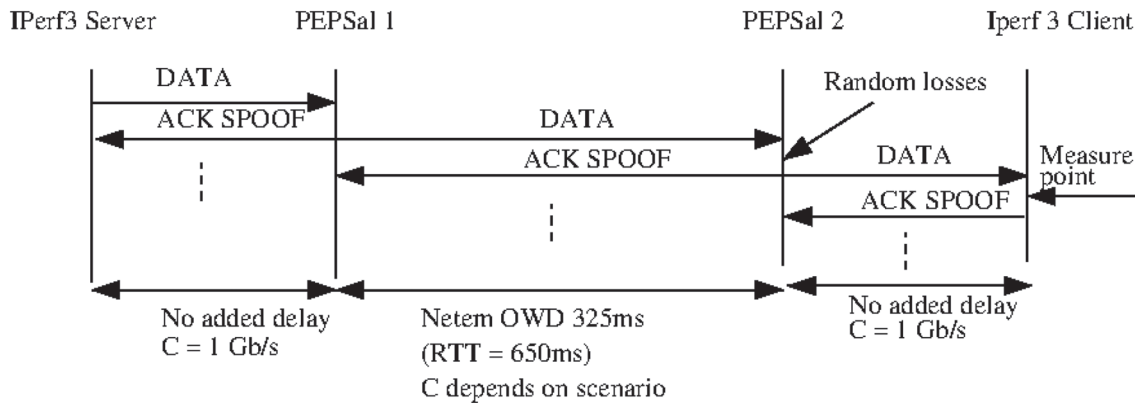 IPerf3 Server PEPSal 1 PEPSal 2 Iperf 3 Client
DATA
Random losses
ACK SPOOF DATA
ACK SPOOF DATA Measure
point
ACK SPOOF
No added delay
C = 1 Gb/s
Netem OWD 325ms
(RTT = 650ms)
C depends on scenario
No added delay
C = 1 Gb/s